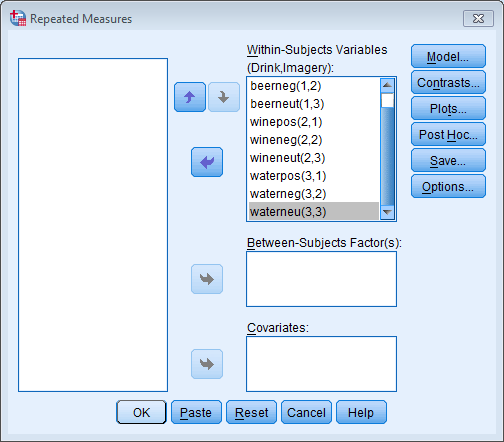 Repeated Measures
Within-Subjects Variables
(Drink,Imagery):
beerneg(1,2)
beerneut(1,3)
winepos(2,1)
wineneg(2,2)
wineneut(2,3)
waterpos(3,1)
waterneg(3,2)
waterneu(3,3)
Between-Subjects Factor(s):
Covariates:
Model...
Contrasts...
Plots...
Post Hoc...
Save...
Options...
OK
Paste
Reset
Cancel
Help